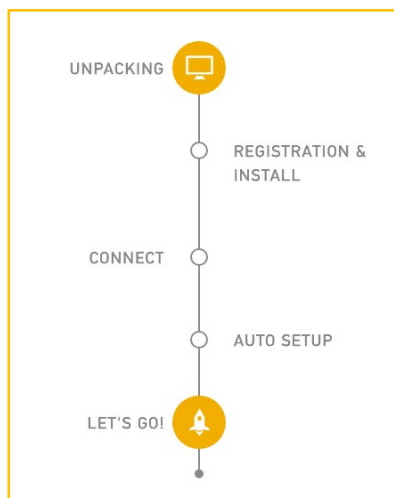 UNPACKING
REGISTRATION &
INSTALL
CONNECT
AUTO SETUP
LET'S GO!